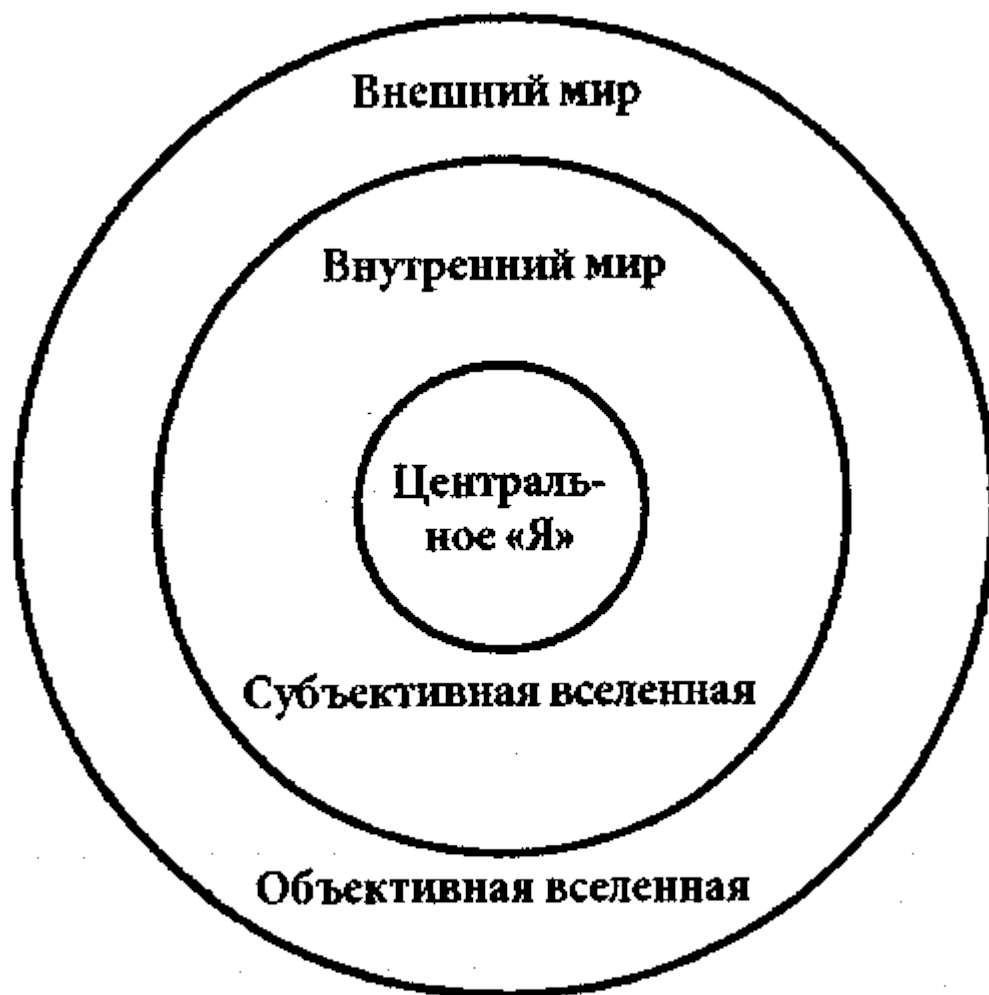 Внешний мир
Внутренний мир
Централь-
ное «Я»
Субъективная вселенная
Объективная вселенная